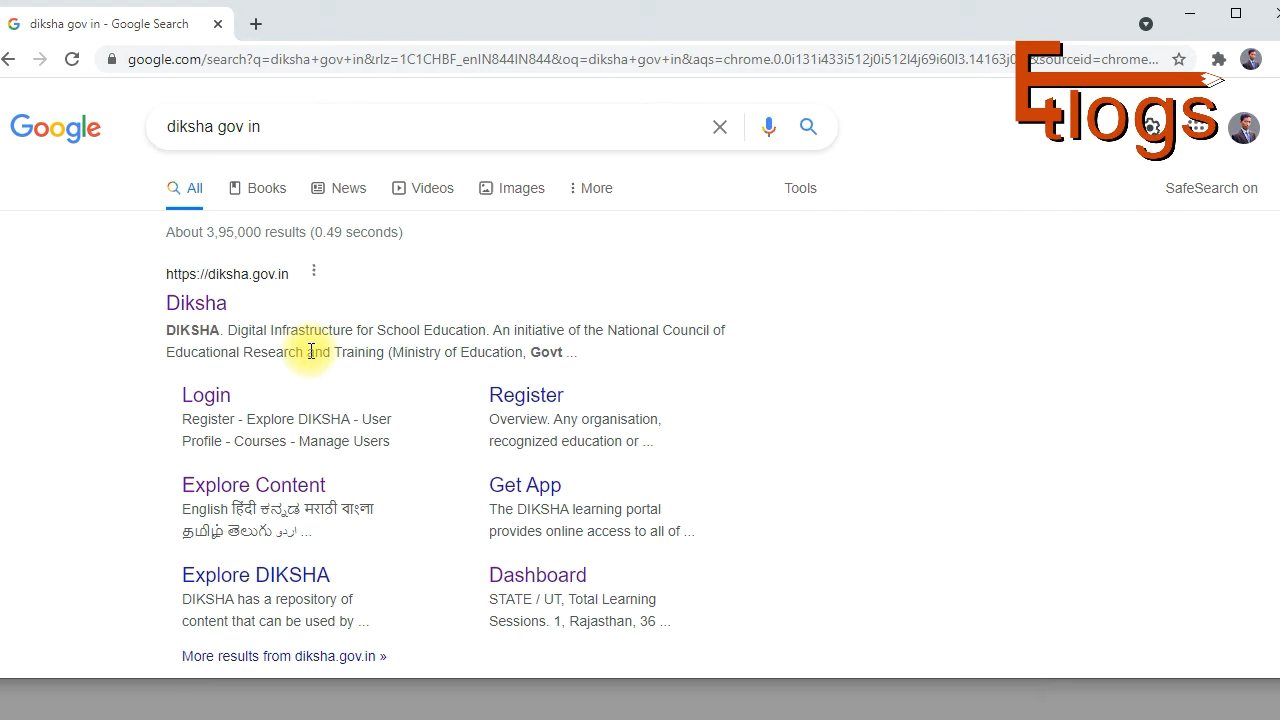 diksha gov in - Google Search
google.com/search?q=diksha+gov+in&rlz=1C1CHBF_enIN844IN844&oq=diksha+gov+in&aqs=chrome.0.0i131i433i512j0i512l4j69i60l3.14163j0 &sourceid=chrome...
Etlogs
Google
diksha gov in
All Books News Videos Images More Tools SafeSearch on
About 3,95,000 results (0.49 seconds)
https://diksha.gov.in
Diksha
DIKSHA. Digital Infrastructure for School Education. An initiative of the National Council of
Educational Research and Training (Ministry of Education, Govt ...
Login
Register - Explore DIKSHA - User
Profile - Courses - Manage Users
Register
Overview. Any organisation,
recognized education or ...
Explore Content
English हिंदी ಕನ್ನಡ मराठी বাংলা
தமிழ் తెలుగు اردو ...
Get App
The DIKSHA learning portal
provides online access to all of ...
Explore DIKSHA
DIKSHA has a repository of
content that can be used by ...
Dashboard
STATE / UT, Total Learning
Sessions. 1, Rajasthan, 36 ...
More results from diksha.gov.in »